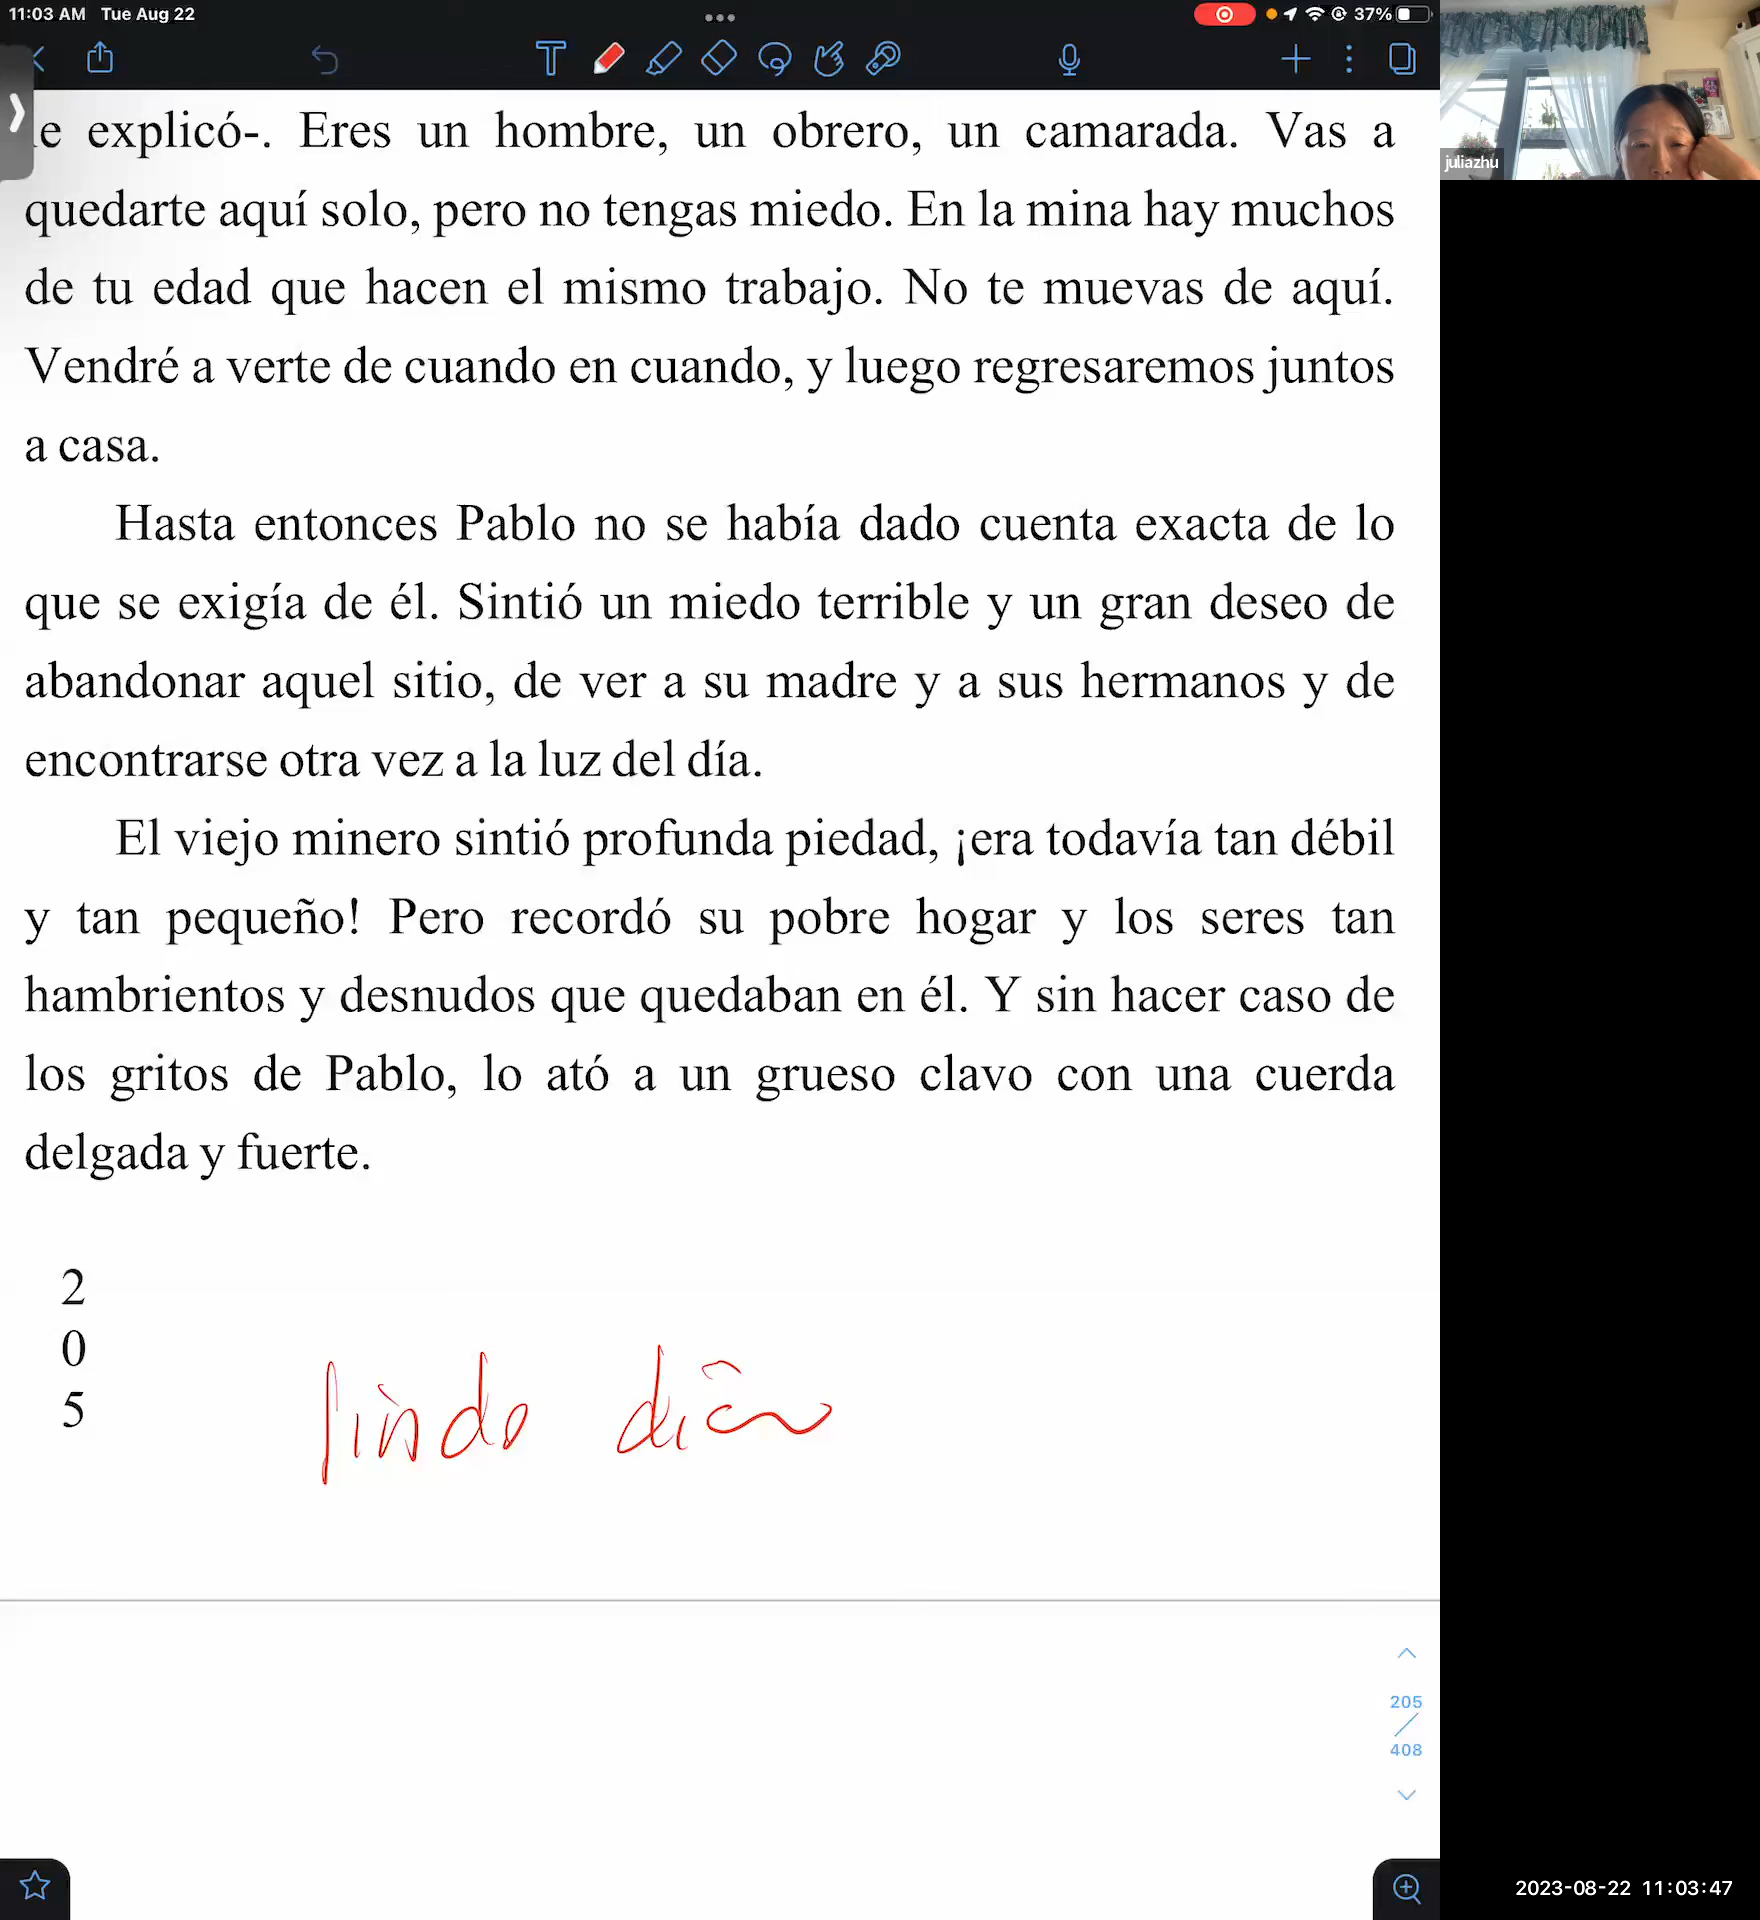 11:03 AM Tue Aug 22
37%
le explicó-. Eres un hombre, un obrero, un camarada. Vas a
quedarte aquí solo, pero no tengas miedo. En la mina hay muchos
de tu edad que hacen el mismo trabajo. No te muevas de aquí.
Vendré a verte de cuando en cuando, y luego regresaremos juntos
a casa.
Hasta entonces Pablo no se había dado cuenta exacta de lo
que se exigía de él. Sintió un miedo terrible y un gran deseo de
abandonar aquel sitio, de ver a su madre y a sus hermanos y de
encontrarse otra vez a la luz del día.
El viejo minero sintió profunda piedad, ¡era todavía tan débil
y tan pequeño! Pero recordó su pobre hogar y los seres tan
hambrientos y desnudos que quedaban en él. Y sin hacer caso de
los gritos de Pablo, lo ató a un grueso clavo con una cuerda
delgada y fuerte.
2
0
5
lindo día
205
408
juliazhu
2023-08-22 11:03:47